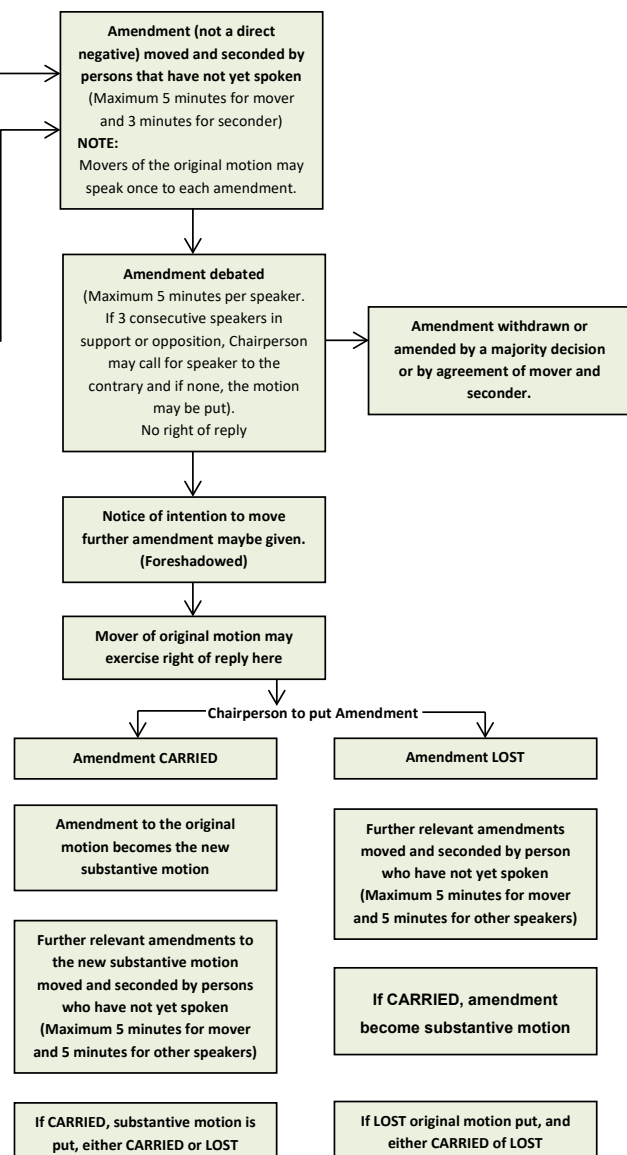 Amendment (not a direct
negative) moved and seconded by
persons that have not yet spoken
(Maximum 5 minutes for mover
and 3 minutes for seconder)
NOTE:
Movers of the original motion may
speak once to each amendment.
Amendment debated
(Maximum 5 minutes per speaker.
If 3 consecutive speakers in
support or opposition, Chairperson
may call for speaker to the
contrary and if none, the motion
may be put).
No right of reply
Amendment withdrawn or
amended by a majority decision
or by agreement of mover and
seconder.
Notice of intention to move
further amendment maybe given.
(Foreshadowed)
Mover of original motion may
exercise right of reply here
Chairperson to put Amendment
Amendment CARRIED
Amendment to the original
motion becomes the new
substantive motion
Further relevant amendments to
the new substantive motion
moved and seconded by persons
who have not yet spoken
(Maximum 5 minutes for mover
and 5 minutes for other speakers)
If CARRIED, substantive motion is
put, either CARRIED or LOST
Amendment LOST
Further relevant amendments
moved and seconded by person
who have not yet spoken
(Maximum 5 minutes for mover
and 5 minutes for other speakers)
If CARRIED, amendment
become substantive motion
If LOST original motion put, and
either CARRIED of LOST